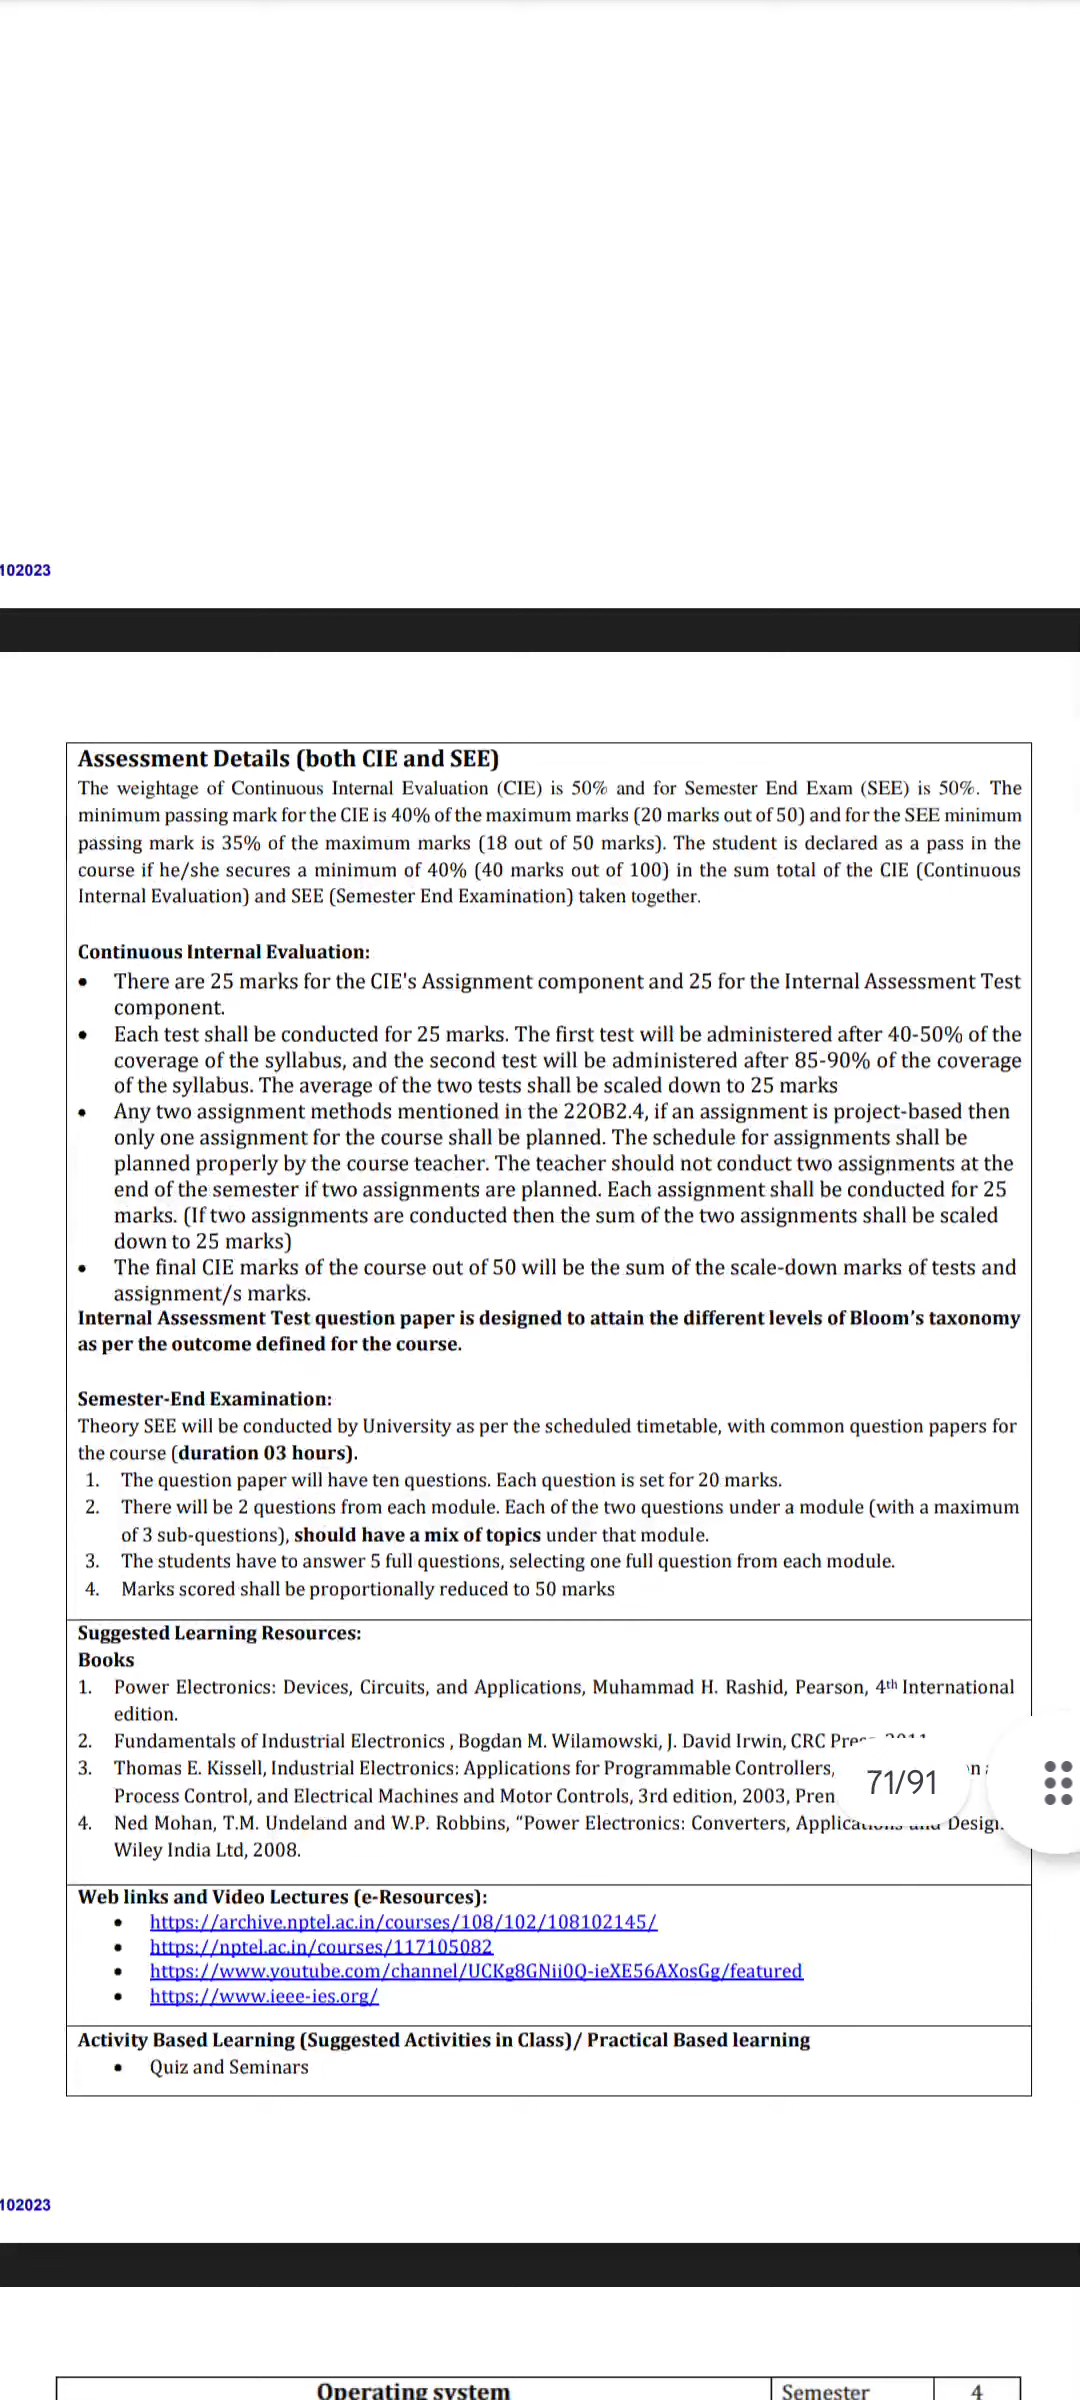 102023
Assessment Details (both CIE and SEE)
The weightage of Continuous Internal Evaluation (CIE) is 50% and for Semester End Exam (SEE) is 50%. The
minimum passing mark for the CIE is 40% of the maximum marks (20 marks out of 50) and for the SEE minimum
passing mark is 35% of the maximum marks (18 out of 50 marks). The student is declared as a pass in the
course if he/she secures a minimum of 40% (40 marks out of 100) in the sum total of the CIE (Continuous
Internal Evaluation) and SEE (Semester End Examination) taken together.
Continuous Internal Evaluation:
• There are 25 marks for the CIE's Assignment component and 25 for the Internal Assessment Test
component.
• Each test shall be conducted for 25 marks. The first test will be administered after 40-50% of the
coverage of the syllabus, and the second test will be administered after 85-90% of the coverage
of the syllabus. The average of the two tests shall be scaled down to 25 marks
• Any two assignment methods mentioned in the 22OB2.4, if an assignment is project-based then
only one assignment for the course shall be planned. The schedule for assignments shall be
planned properly by the course teacher. The teacher should not conduct two assignments at the
end of the semester if two assignments are planned. Each assignment shall be conducted for 25
marks. (If two assignments are conducted then the sum of the two assignments shall be scaled
down to 25 marks)
• The final CIE marks of the course out of 50 will be the sum of the scale-down marks of tests and
assignment/s marks.
Internal Assessment Test question paper is designed to attain the different levels of Bloom’s taxonomy
as per the outcome defined for the course.
Semester-End Examination:
Theory SEE will be conducted by University as per the scheduled timetable, with common question papers for
the course (duration 03 hours).
1. The question paper will have ten questions. Each question is set for 20 marks.
2. There will be 2 questions from each module. Each of the two questions under a module (with a maximum
of 3 sub-questions), should have a mix of topics under that module.
3. The students have to answer 5 full questions, selecting one full question from each module.
4. Marks scored shall be proportionally reduced to 50 marks
Suggested Learning Resources:
Books
1. Power Electronics: Devices, Circuits, and Applications, Muhammad H. Rashid, Pearson, 4th International
edition.
2. Fundamentals of Industrial Electronics , Bogdan M. Wilamowski, J. David Irwin, CRC
3. Thomas E. Kissell, Industrial Electronics: Applications for Programmable Controllers,
71/91
Process Control, and Electrical Machines and Motor Controls, 3rd edition, 2003,
4. Ned Mohan, T.M. Undeland and W.P. Robbins, “Power Electronics: Converters,
Wiley India Ltd, 2008.
Web links and Video Lectures (e-Resources):
• https://archive.nptel.ac.in/courses/108/102/108102145/
• https://nptel.ac.in/courses/117105082
• https://www.youtube.com/channel/UCKg8GNii0Q-ieXE56AXosGg/featured
• https://www.ieee-ies.org/
Activity Based Learning (Suggested Activities in Class)/ Practical Based learning
• Quiz and Seminars
102023
Operating system Semester 4